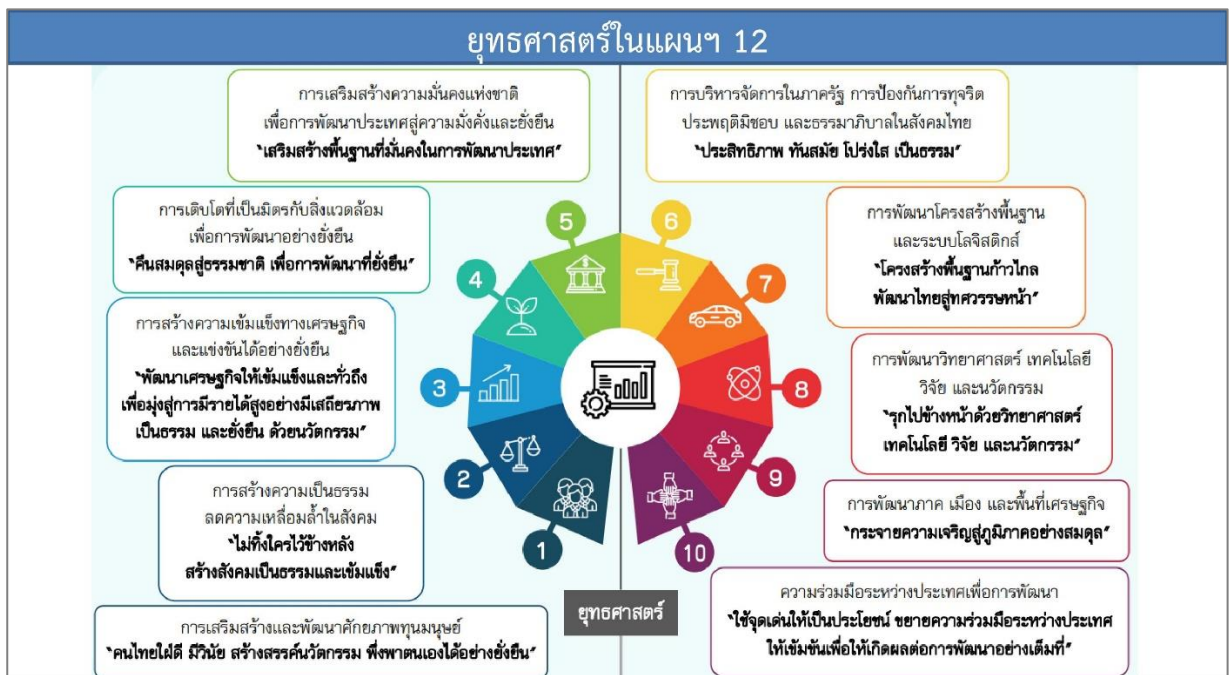 ยุทธศาสตร์ในแผนฯ 12
การเสริมสร้างความมั่นคงแห่งชาติ
เพื่อการพัฒนาประเทศสู่ความมั่งคั่งและยั่งยืน
"เสริมสร้างพื้นฐานที่มั่นคงในการพัฒนาประเทศ"
การเติบโตที่เป็นมิตรกับสิ่งแวดล้อม
เพื่อการพัฒนาอย่างยั่งยืน
"คืนสมดุลสู่ธรรมชาติ เพื่อการพัฒนาที่ยั่งยืน"
การสร้างความเข้มแข็งทางเศรษฐกิจ
และแข่งขันได้อย่างยั่งยืน
"พัฒนาเศรษฐกิจให้เข้มแข็งและทั่วถึง
เพื่อมุ่งสู่การมีรายได้สูงอย่างมีเสถียรภาพ
เป็นธรรม และยั่งยืน ด้วยนวัตกรรม"
การสร้างความเป็นธรรม
ลดความเหลื่อมล้ำในสังคม
"ไม่ทิ้งใครไว้ข้างหลัง
สร้างสังคมเป็นธรรมและเข้มแข็ง"
การเสริมสร้างและพัฒนาศักยภาพทุนมนุษย์
"คนไทยใฝ่ดี มีวินัย สร้างสรรค์นวัตกรรม พึ่งพาตนเองได้อย่างยั่งยืน"
5
4
3
2
1
6
7
8
9
10
ยุทธศาสตร์
การบริหารจัดการในภาครัฐ การป้องกันการทุจริต
ประพฤติมิชอบ และธรรมาภิบาลในสังคมไทย
"ประสิทธิภาพ ทันสมัย โปร่งใส เป็นธรรม"
การพัฒนาโครงสร้างพื้นฐาน
และระบบโลจิสติกส์
"โครงสร้างพื้นฐานก้าวไกล
พัฒนาไทยสู่ทศวรรษหน้า"
การพัฒนาวิทยาศาสตร์ เทคโนโลยี
วิจัย และนวัตกรรม
"รุกไปข้างหน้าด้วยวิทยาศาสตร์
เทคโนโลยี วิจัย และนวัตกรรม"
การพัฒนาภาค เมือง และพื้นที่เศรษฐกิจ
"กระจายความเจริญสู่ภูมิภาคอย่างสมดุล"
ความร่วมมือระหว่างประเทศเพื่อการพัฒนา
"ใช้จุดเด่นให้เป็นประโยชน์ ขยายความร่วมมือระหว่างประเทศ
ให้เข้มข้นเพื่อให้เกิดผลต่อการพัฒนาอย่างเต็มที่"